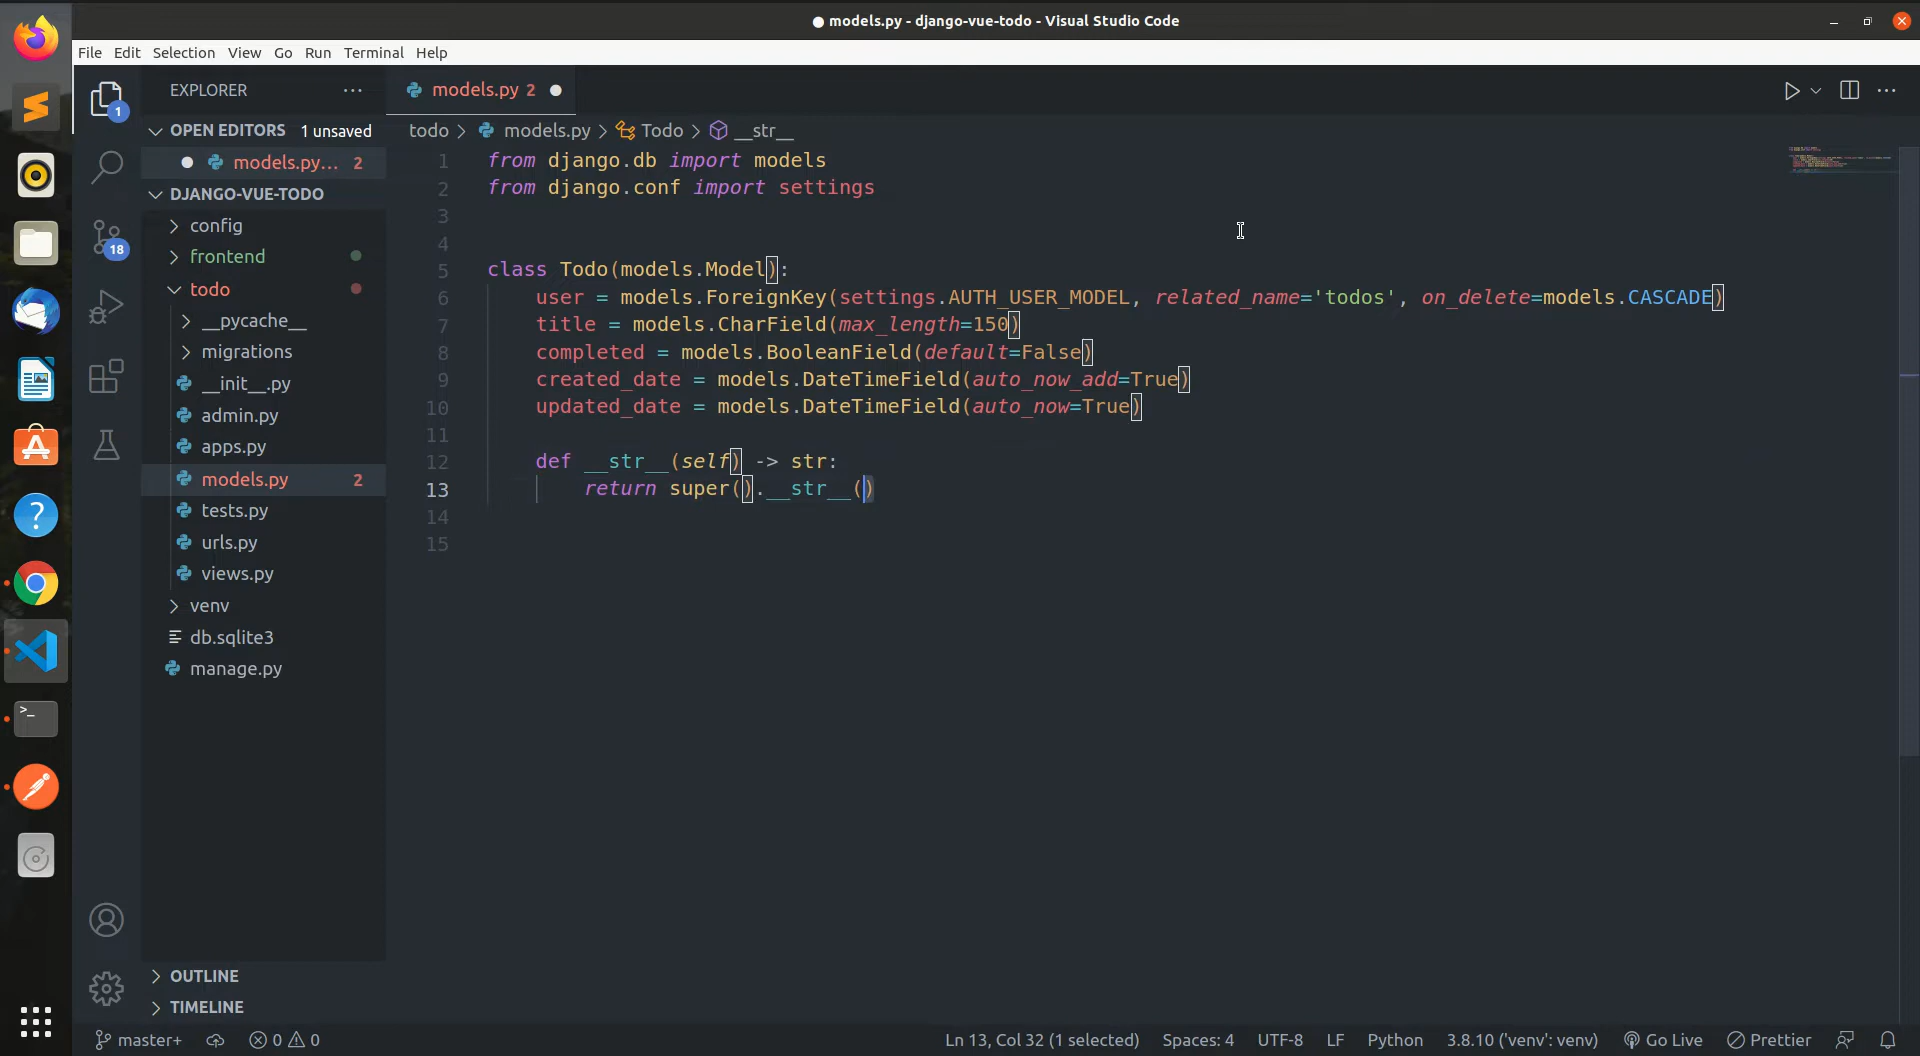 models.py - django-vue-todo - Visual Studio Code
File Edit Selection View Go Run Terminal Help
EXPLORER
1
OPEN EDITORS 1 unsaved
models.py... 2
DJANGO-VUE-TODO
config
frontend
todo
__pycache__
migrations
__init__.py
admin.py
apps.py
models.py 2
tests.py
urls.py
views.py
venv
db.sqlite3
manage.py
18
OUTLINE
TIMELINE
models.py 2
todo > models.py > Todo > __str__
1 from django.db import models
2 from django.conf import settings
3
4
5 class Todo(models.Model):
6 user = models.ForeignKey(settings.AUTH_USER_MODEL, related_name='todos', on_delete=models.CASCADE)
7 title = models.CharField(max_length=150)
8 completed = models.BooleanField(default=False)
9 created_date = models.DateTimeField(auto_now_add=True)
10 updated_date = models.DateTimeField(auto_now=True)
11
12 def __str__(self) -> str:
13 return super().__str__()
14
15
master+ 0 0 Ln 13, Col 32 (1 selected) Spaces: 4 UTF-8 LF Python 3.8.10 ('venv': venv) Go Live Prettier